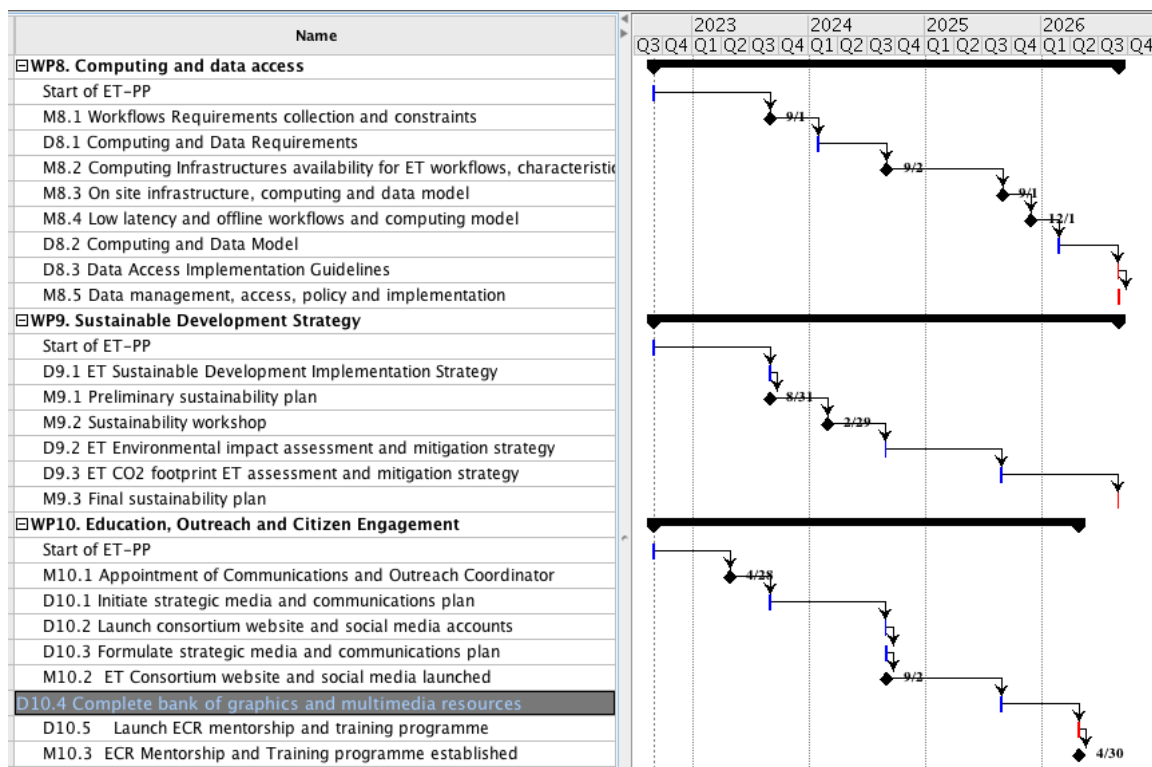 Name
2023 2024 2025 2026
Q3 Q4 Q1 Q2 Q3 Q4 Q1 Q2 Q3 Q4 Q1 Q2 Q3 Q4 Q1 Q2 Q3 Q4
WP8. Computing and data access
Start of ET-PP
M8.1 Workflows Requirements collection and constraints 9/1
D8.1 Computing and Data Requirements
M8.2 Computing Infrastructures availability for ET workflows, characteristic 9/2
M8.3 On site infrastructure, computing and data model 9/1
M8.4 Low latency and offline workflows and computing model 12/1
D8.2 Computing and Data Model
D8.3 Data Access Implementation Guidelines
M8.5 Data management, access, policy and implementation
WP9. Sustainable Development Strategy
Start of ET-PP
D9.1 ET Sustainable Development Implementation Strategy
M9.1 Preliminary sustainability plan 8/31
M9.2 Sustainability workshop 2/29
D9.2 ET Environmental impact assessment and mitigation strategy
D9.3 ET CO2 footprint ET assessment and mitigation strategy
M9.3 Final sustainability plan
WP10. Education, Outreach and Citizen Engagement
Start of ET-PP
M10.1 Appointment of Communications and Outreach Coordinator 4/28
D10.1 Initiate strategic media and communications plan
D10.2 Launch consortium website and social media accounts
D10.3 Formulate strategic media and communications plan
M10.2 ET Consortium website and social media launched 9/2
D10.4 Complete bank of graphics and multimedia resources
D10.5 Launch ECR mentorship and training programme
M10.3 ECR Mentorship and Training programme established 4/30